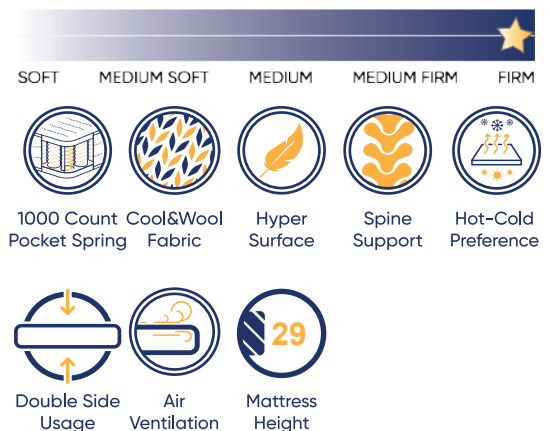 SOFT MEDIUM SOFT MEDIUM MEDIUM FIRM FIRM
1000 Count
Pocket Spring
Cool&Wool
Fabric
Hyper
Surface
Spine
Support
Hot-Cold
Preference
29
Double Side
Usage
Air
Ventilation
Mattress
Height